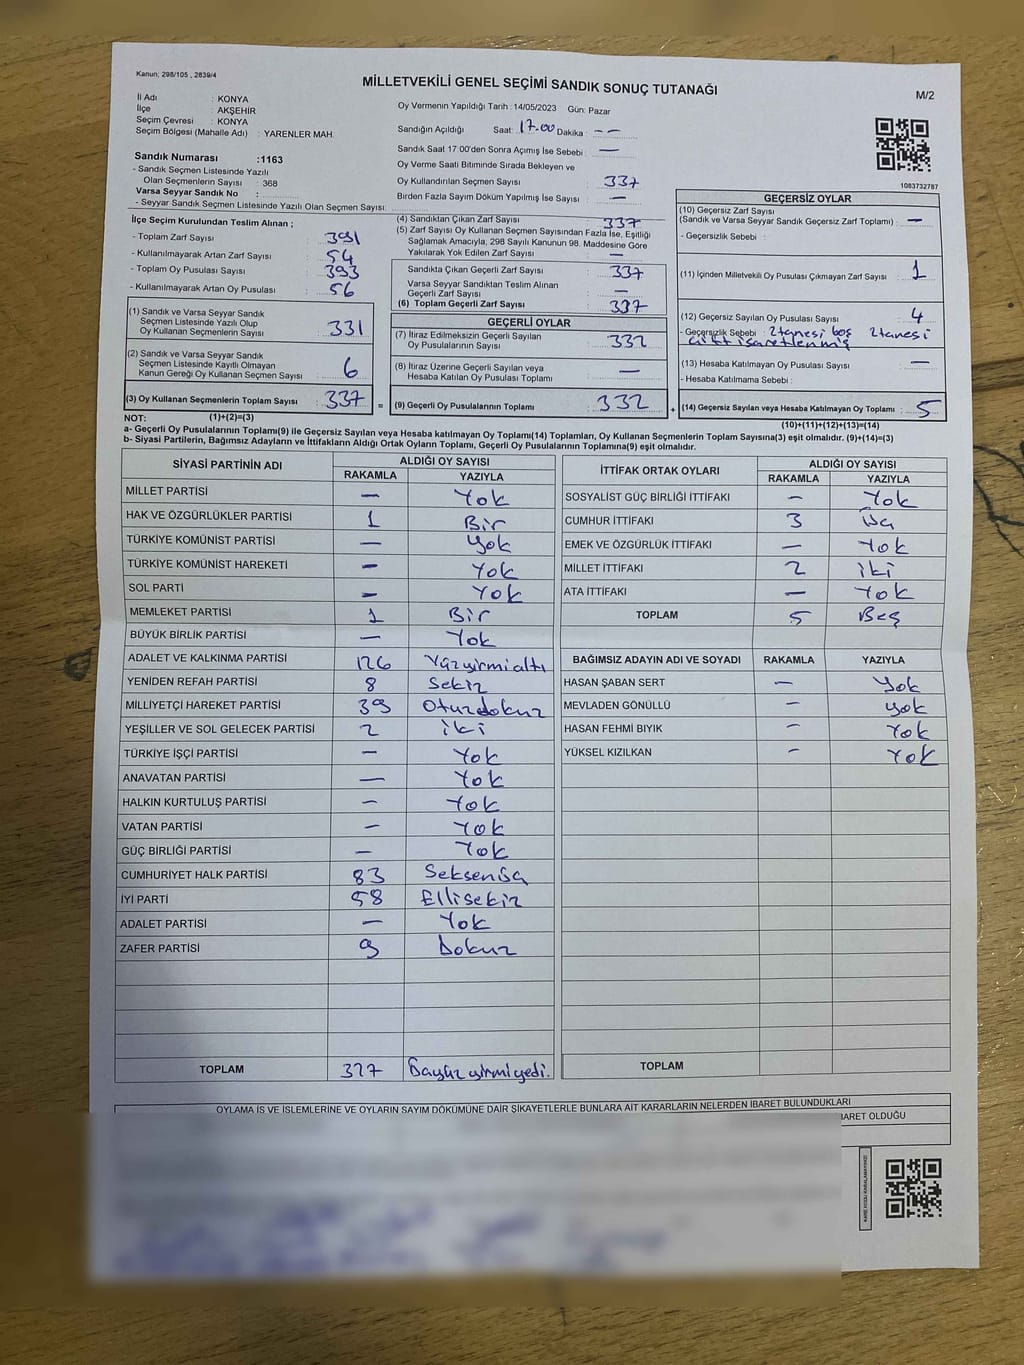 Kanun; 298/105 , 2839/4
MİLLETVEKİLİ GENEL SEÇİMİ SANDIK SONUÇ TUTANAĞI
M/2
İl Adı : KONYA
İlçe : AKŞEHİR
Seçim Çevresi : KONYA
Seçim Bölgesi (Mahalle Adı) : YARENLER MAH.
Sandık Numarası :1163
- Sandık Seçmen Listesinde Yazılı
Olan Seçmenlerin Sayısı : 368
Varsa Seyyar Sandık No :
- Seyyar Sandık Seçmen Listesinde Yazılı Olan Seçmen Sayısı:
Oy Vermenin Yapıldığı Tarih :14/05/2023 Gün: Pazar
Sandığın Açıldığı Saat: 17.00 Dakika : --
Sandık Saat 17:00'den Sonra Açımış İse Sebebi : —
Oy Verme Saati Bitiminde Sırada Bekleyen ve
Oy Kullandırılan Seçmen Sayısı : 337
Birden Fazla Sayım Döküm Yapılmış İse Sayısı : —
1083732787
İlçe Seçim Kurulundan Teslim Alınan ;
- Toplam Zarf Sayısı : 391
- Kullanılmayarak Artan Zarf Sayısı : 54
- Toplam Oy Pusulası Sayısı : 393
- Kullanılmayarak Artan Oy Pusulası : 56
(1) Sandık ve Varsa Seyyar Sandık
Seçmen Listesinde Yazılı Olup
Oy Kullanan Seçmenlerin Sayısı : 331
(2) Sandık ve Varsa Seyyar Sandık
Seçmen Listesinde Kayıtlı Olmayan
Kanun Gereği Oy Kullanan Seçmen Sayısı : 6
(3) Oy Kullanan Seçmenlerin Toplam Sayısı : 337
(4) Sandıktan Çıkan Zarf Sayısı : 337
(5) Zarf Sayısı Oy Kullanan Seçmen Sayısından Fazla İse, Eşitliği
Sağlamak Amacıyla, 298 Sayılı Kanunun 98. Maddesine Göre
Yakılarak Yok Edilen Zarf Sayısı : —
Sandıkta Çıkan Geçerli Zarf Sayısı : 337
Varsa Seyyar Sandıktan Teslim Alınan
Geçerli Zarf Sayısı : —
(6) Toplam Geçerli Zarf Sayısı : 337
GEÇERLİ OYLAR
(7) İtiraz Edilmeksizin Geçerli Sayılan
Oy Pusulalarının Sayısı : 332
(8) İtiraz Üzerine Geçerli Sayılan veya
Hesaba Katılan Oy Pusulası Toplamı : —
= (9) Geçerli Oy Pusulalarının Toplamı : 332
GEÇERSİZ OYLAR
(10) Geçersiz Zarf Sayısı
(Sandık ve Varsa Seyyar Sandık Geçersiz Zarf Toplamı) : —
- Geçersizlik Sebebi :
(11) İçinden Milletvekili Oy Pusulası Çıkmayan Zarf Sayısı : 1
(12) Geçersiz Sayılan Oy Pusulası Sayısı : 4
- Geçersizlik Sebebi : 2tanesi boş 2tanesi
çift işaretlenmiş
(13) Hesaba Katılmayan Oy Pusulası Sayısı : —
- Hesaba Katılmama Sebebi :
+ (14) Geçersiz Sayılan veya Hesaba Katılmayan Oy Toplamı : 5
NOT: (1)+(2)=(3)
(10)+(11)+(12)+(13)=(14)
a- Geçerli Oy Pusulalarının Toplamı(9) ile Geçersiz Sayılan veya Hesaba katılmayan Oy Toplamı(14) Toplamları, Oy Kullanan Seçmenlerin Toplam Sayısına(3) eşit olmalıdır. (9)+(14)=(3)
b- Siyasi Partilerin, Bağımsız Adayların ve İttifakların Aldığı Ortak Oyların Toplamı, Geçerli Oy Pusulalarının Toplamına(9) eşit olmalıdır.
SİYASİ PARTİNİN ADI ALDIĞI OY SAYISI
RAKAMLA YAZIYLA
MİLLET PARTİSİ — Yok
HAK VE ÖZGÜRLÜKLER PARTİSİ 1 Bir
TÜRKİYE KOMÜNİST PARTİSİ — Yok
TÜRKİYE KOMÜNİST HAREKETİ — Yok
SOL PARTİ — Yok
MEMLEKET PARTİSİ 1 Bir
BÜYÜK BİRLİK PARTİSİ — Yok
ADALET VE KALKINMA PARTİSİ 126 Yüzyirmialtı
YENİDEN REFAH PARTİSİ 8 Sekiz
MİLLİYETÇİ HAREKET PARTİSİ 39 Otuzdokuz
YEŞİLLER VE SOL GELECEK PARTİSİ 2 iki
TÜRKİYE İŞÇİ PARTİSİ — Yok
ANAVATAN PARTİSİ — Yok
HALKIN KURTULUŞ PARTİSİ — Yok
VATAN PARTİSİ — Yok
GÜÇ BİRLİĞİ PARTİSİ — Yok
CUMHURİYET HALK PARTİSİ 83 Seksenüç
İYİ PARTİ 58 Ellisekiz
ADALET PARTİSİ — Yok
ZAFER PARTİSİ 9 Dokuz
TOPLAM 327 üçyüz yirmiyedi.
İTTİFAK ORTAK OYLARI ALDIĞI OY SAYISI
RAKAMLA YAZIYLA
SOSYALİST GÜÇ BİRLİĞİ İTTİFAKI — Yok
CUMHUR İTTİFAKI 3 üç
EMEK VE ÖZGÜRLÜK İTTİFAKI — Yok
MİLLET İTTİFAKI 2 iki
ATA İTTİFAKI — Yok
TOPLAM 5 Beş
BAĞIMSIZ ADAYIN ADI VE SOYADI RAKAMLA YAZIYLA
HASAN ŞABAN SERT — Yok
MEVLADEN GÖNÜLLÜ — yok
HASAN FEHMİ BIYIK — Yok
YÜKSEL KIZILKAN — Yok
TOPLAM
OYLAMA İŞ VE İŞLEMLERİNE VE OYLARIN SAYIM DÖKÜMÜNE DAİR ŞİKAYETLERLE BUNLARA AİT KARARLARIN NELERDEN İBARET BULUNDUKLARI
BARET OLDUĞU
KARE KODU KARALAMAYINIZ!